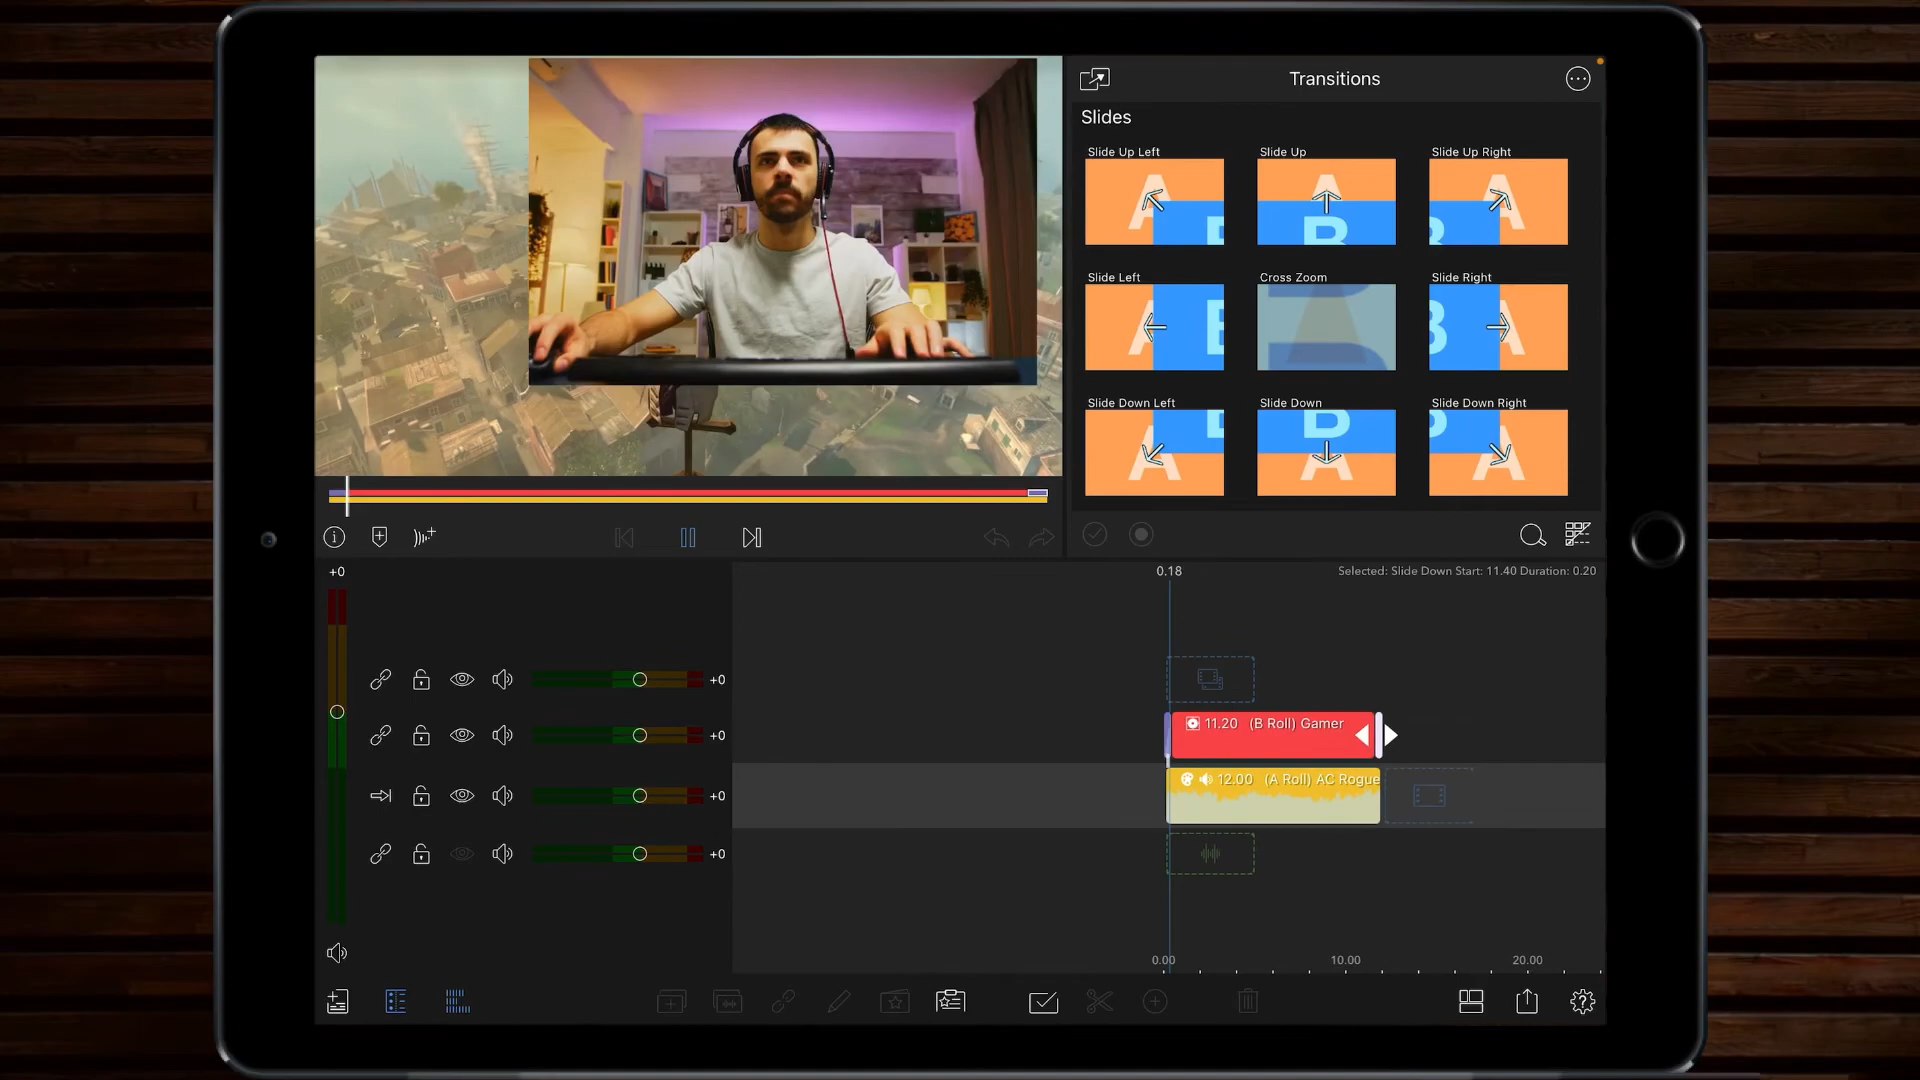 Transitions
Slides
Slide Up Left
Slide Up
Slide Up Right
A
A
A
B
B
B
Slide Left
Cross Zoom
Slide Right
A
B
A
B
A
Slide Down Left
Slide Down
Slide Down Right
A
B
A
B
A
+0
0.18
Selected: Slide Down Start: 11.40 Duration: 0.20
+0
11.20 (B Roll) Gamer
+0
12.00 (A Roll) AC Rogue
+0
+0
0.00
10.00
20.00